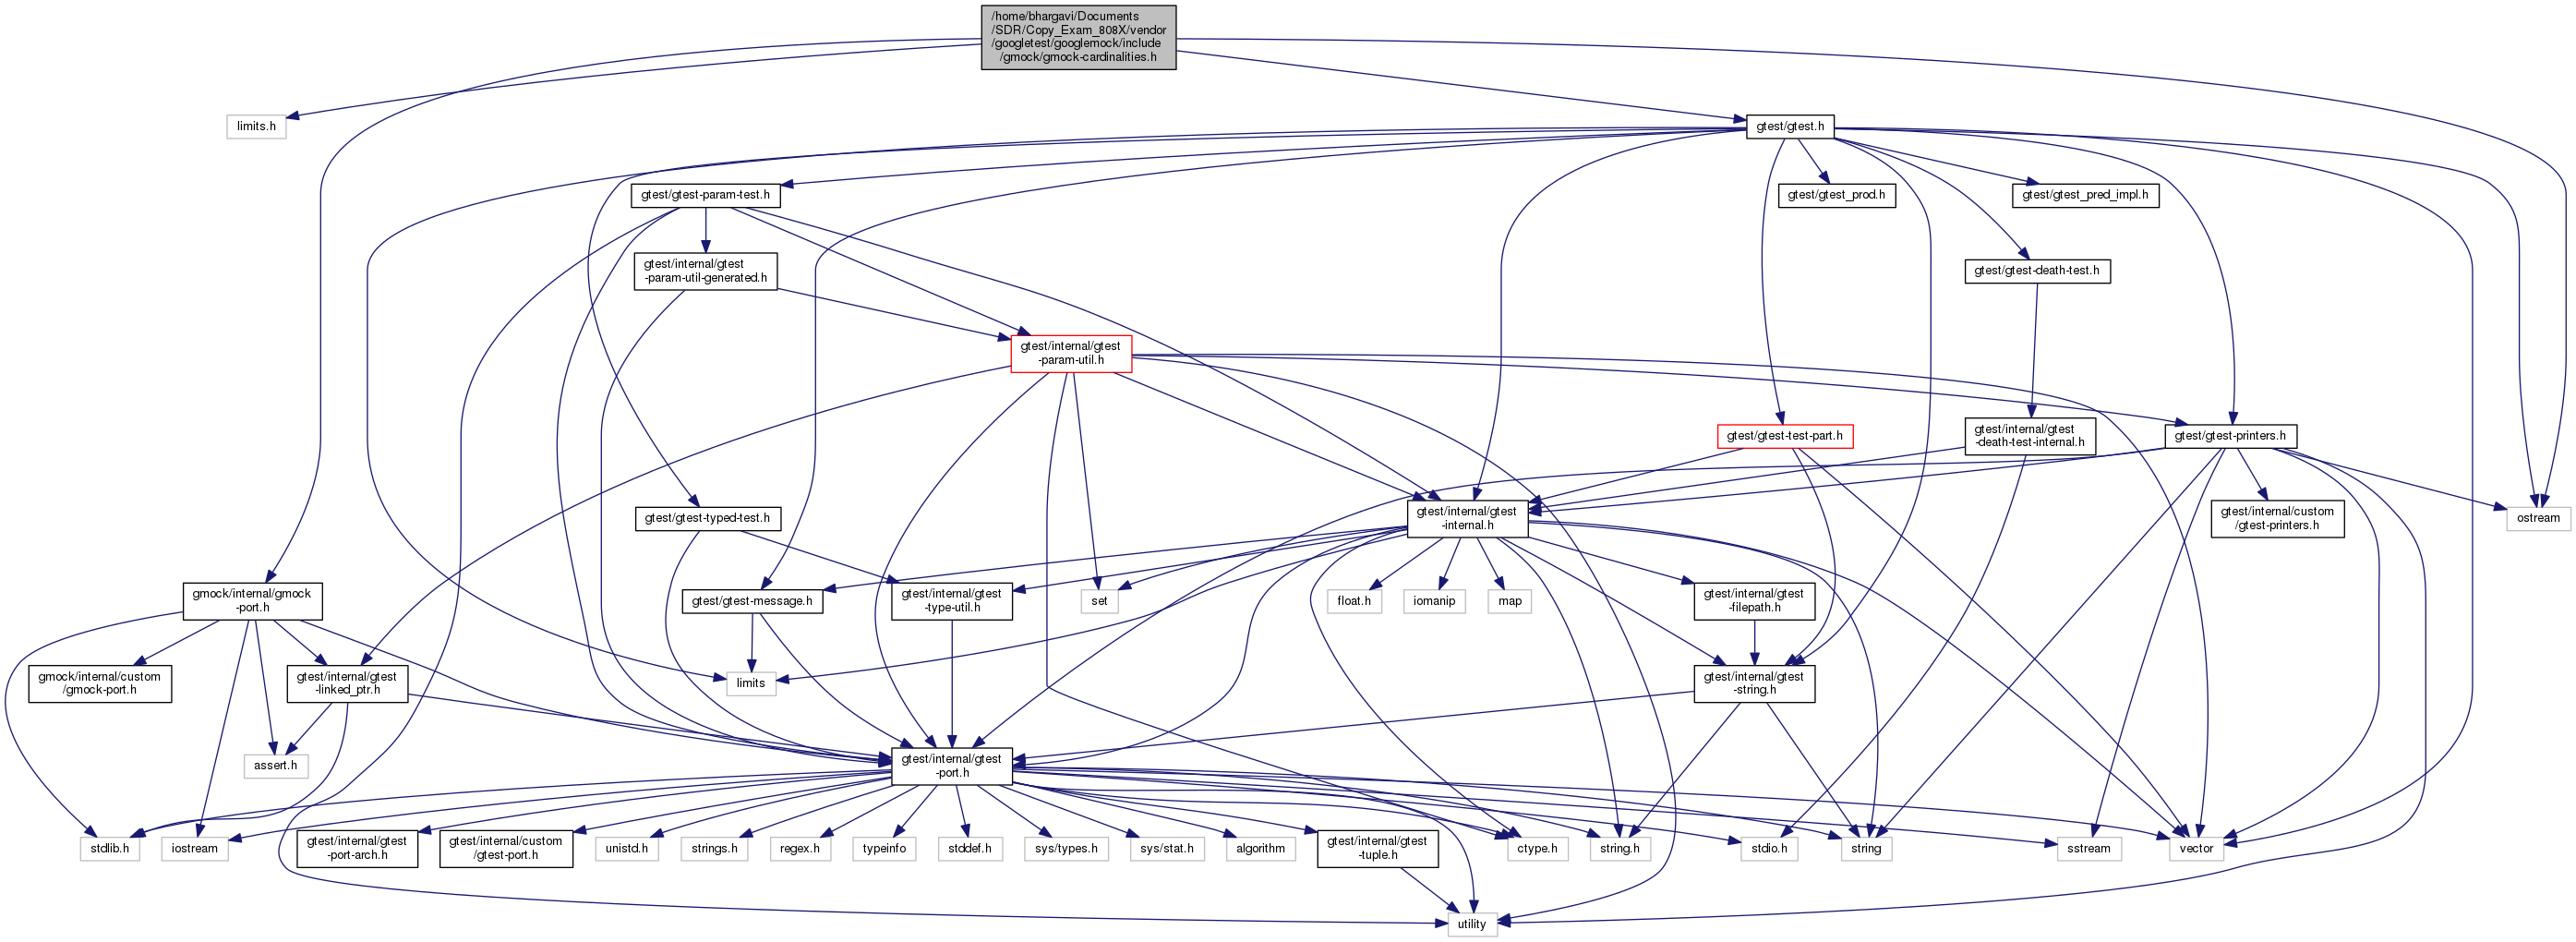 /home/bhargavi/Documents
/SDR/Copy_Exam_808X/vendor
/googletest/googlemock/include
/gmock/gmock-cardinalities.h
limits.h
gtest/gtest.h
gtest/gtest-param-test.h
gtest/gtest_prod.h
gtest/gtest_pred_impl.h
gtest/internal/gtest
-param-util-generated.h
gtest/gtest-death-test.h
gtest/internal/gtest
-param-util.h
gtest/gtest-test-part.h
gtest/internal/gtest
-death-test-internal.h
gtest/gtest-printers.h
gtest/gtest-typed-test.h
gtest/internal/gtest
-internal.h
gtest/internal/custom
/gtest-printers.h
ostream
gmock/internal/gmock
-port.h
gtest/gtest-message.h
gtest/internal/gtest
-type-util.h
set
float.h
iomanip
map
gtest/internal/gtest
-filepath.h
gmock/internal/custom
/gmock-port.h
gtest/internal/gtest
-linked_ptr.h
limits
gtest/internal/gtest
-string.h
assert.h
gtest/internal/gtest
-port.h
stdlib.h
iostream
gtest/internal/gtest
-port-arch.h
gtest/internal/custom
/gtest-port.h
unistd.h
strings.h
regex.h
typeinfo
stddef.h
sys/types.h
sys/stat.h
algorithm
gtest/internal/gtest
-tuple.h
ctype.h
string.h
stdio.h
string
sstream
vector
utility